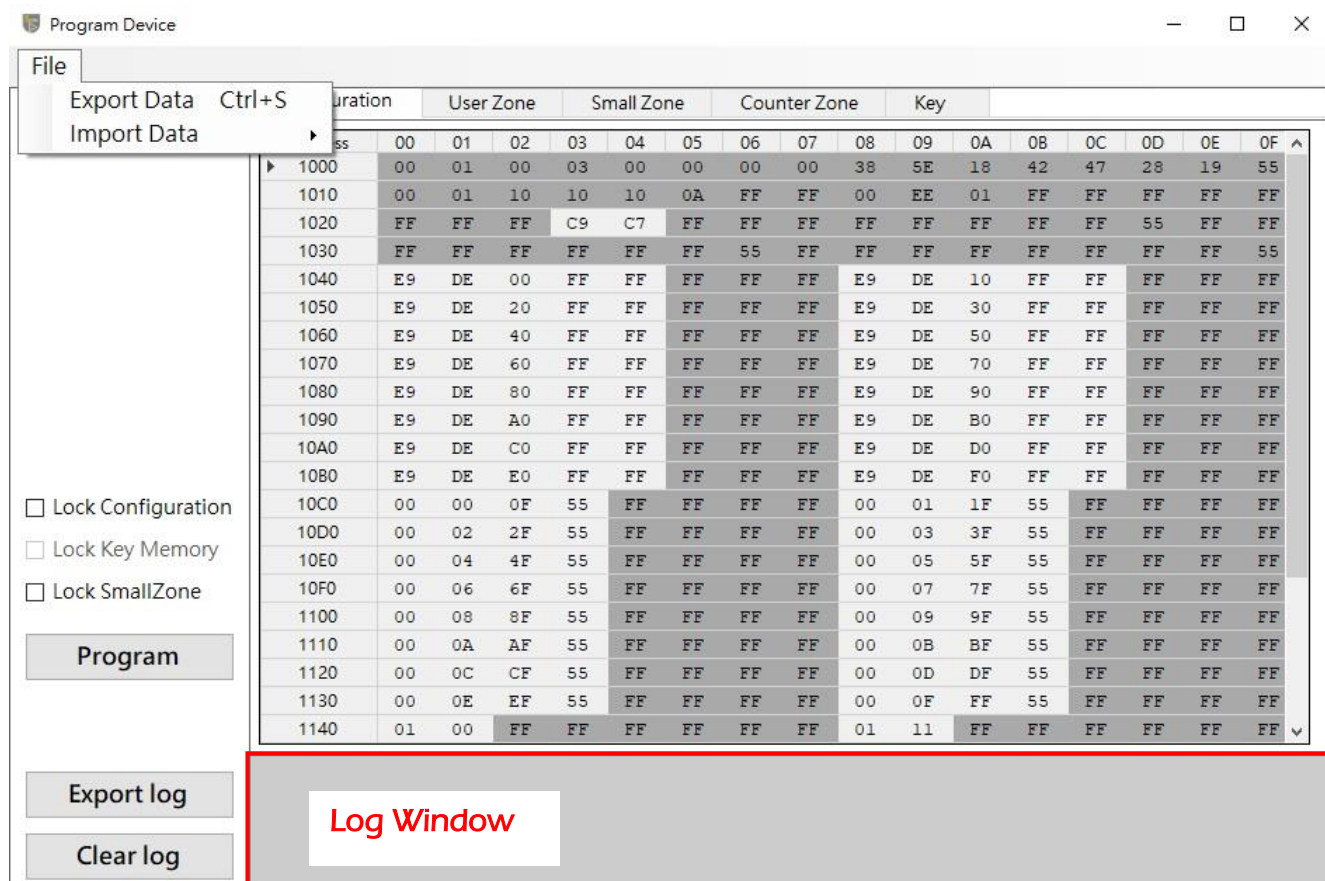 Program Device
File
Export Data Ctrl+S
Import Data
uration User Zone Small Zone Counter Zone Key
ss 00 01 02 03 04 05 06 07 08 09 0A 0B 0C 0D 0E 0F
1000 00 01 00 03 00 00 00 00 38 5E 18 42 47 28 19 55
1010 00 01 10 10 10 0A FF FF 00 EE 01 FF FF FF FF FF
1020 FF FF FF C9 C7 FF FF FF FF FF FF FF FF 55 FF FF
1030 FF FF FF FF FF FF 55 FF FF FF FF FF FF FF FF 55
1040 E9 DE 00 FF FF FF FF FF E9 DE 10 FF FF FF FF FF
1050 E9 DE 20 FF FF FF FF FF E9 DE 30 FF FF FF FF FF
1060 E9 DE 40 FF FF FF FF FF E9 DE 50 FF FF FF FF FF
1070 E9 DE 60 FF FF FF FF FF E9 DE 70 FF FF FF FF FF
1080 E9 DE 80 FF FF FF FF FF E9 DE 90 FF FF FF FF FF
1090 E9 DE A0 FF FF FF FF FF E9 DE B0 FF FF FF FF FF
10A0 E9 DE C0 FF FF FF FF FF E9 DE D0 FF FF FF FF FF
10B0 E9 DE E0 FF FF FF FF FF E9 DE F0 FF FF FF FF FF
10C0 00 00 0F 55 FF FF FF FF 00 01 1F 55 FF FF FF FF
10D0 00 02 2F 55 FF FF FF FF 00 03 3F 55 FF FF FF FF
10E0 00 04 4F 55 FF FF FF FF 00 05 5F 55 FF FF FF FF
10F0 00 06 6F 55 FF FF FF FF 00 07 7F 55 FF FF FF FF
1100 00 08 8F 55 FF FF FF FF 00 09 9F 55 FF FF FF FF
1110 00 0A AF 55 FF FF FF FF 00 0B BF 55 FF FF FF FF
1120 00 0C CF 55 FF FF FF FF 00 0D DF 55 FF FF FF FF
1130 00 0E EF 55 FF FF FF FF 00 0F FF 55 FF FF FF FF
1140 01 00 FF FF FF FF FF FF 01 11 FF FF FF FF FF FF
Lock Configuration
Lock Key Memory
Lock SmallZone
Program
Export log
Clear log
Log Window